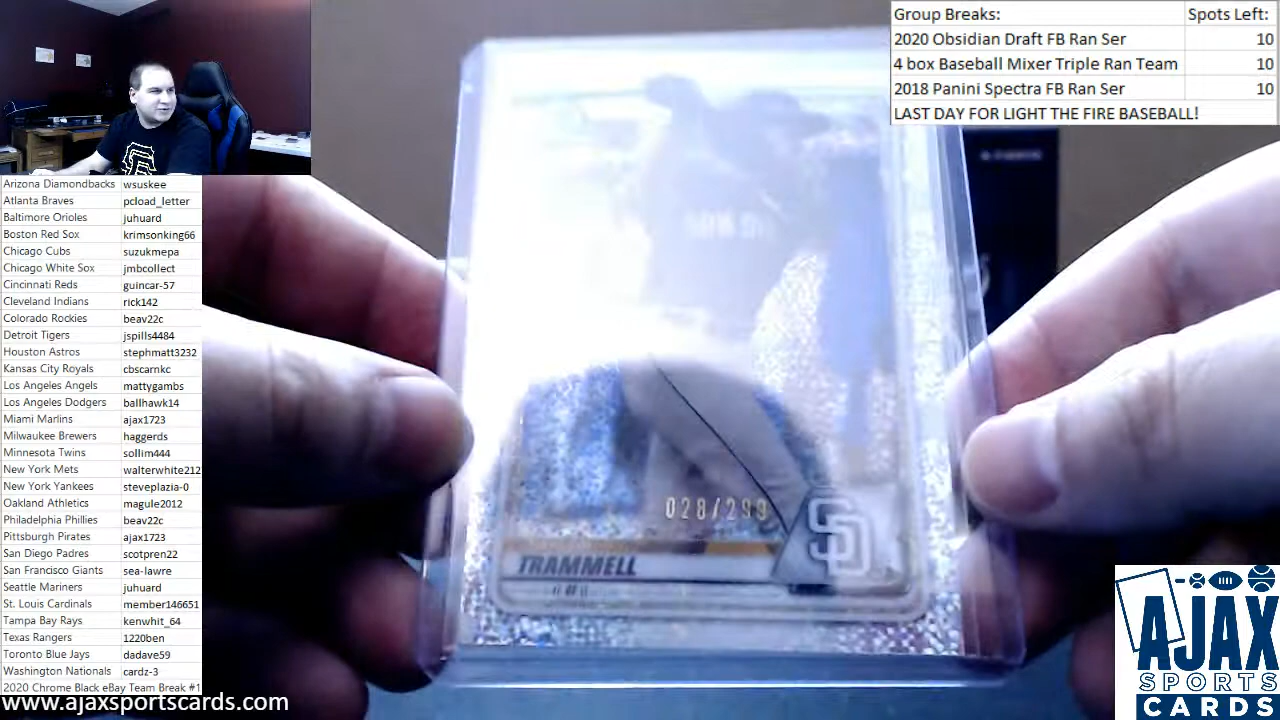 Group Breaks: Spots Left:
2020 Obsidian Draft FB Ran Ser 10
4 box Baseball Mixer Triple Ran Team 10
2018 Panini Spectra FB Ran Ser 10
LAST DAY FOR LIGHT THE FIRE BASEBALL!
Arizona Diamondbacks wsuskee
Atlanta Braves pcload_letter
Baltimore Orioles juhuard
Boston Red Sox krimsonking66
Chicago Cubs suzukmepa
Chicago White Sox jmbcollect
Cincinnati Reds guincar-57
Cleveland Indians rick142
Colorado Rockies beav22c
Detroit Tigers jspills4484
Houston Astros stephmatt3232
Kansas City Royals cbscarnkc
Los Angeles Angels mattygambs
Los Angeles Dodgers ballhawk14
Miami Marlins ajax1723
Milwaukee Brewers haggerds
Minnesota Twins sollim444
New York Mets walterwhite212
New York Yankees steveplazia-0
Oakland Athletics magule2012
Philadelphia Phillies beav22c
Pittsburgh Pirates ajax1723
San Diego Padres scotpren22
San Francisco Giants sea-lawre
Seattle Mariners juhuard
St. Louis Cardinals member146651
Tampa Bay Rays kenwhit_64
Texas Rangers 1220ben
Toronto Blue Jays dadave59
Washington Nationals cardz-3
2020 Chrome Black eBay Team Break #1
www.ajaxsportscards.com
028/299
SD
TRAMMELL
AJAX
SPORTS
CARDS